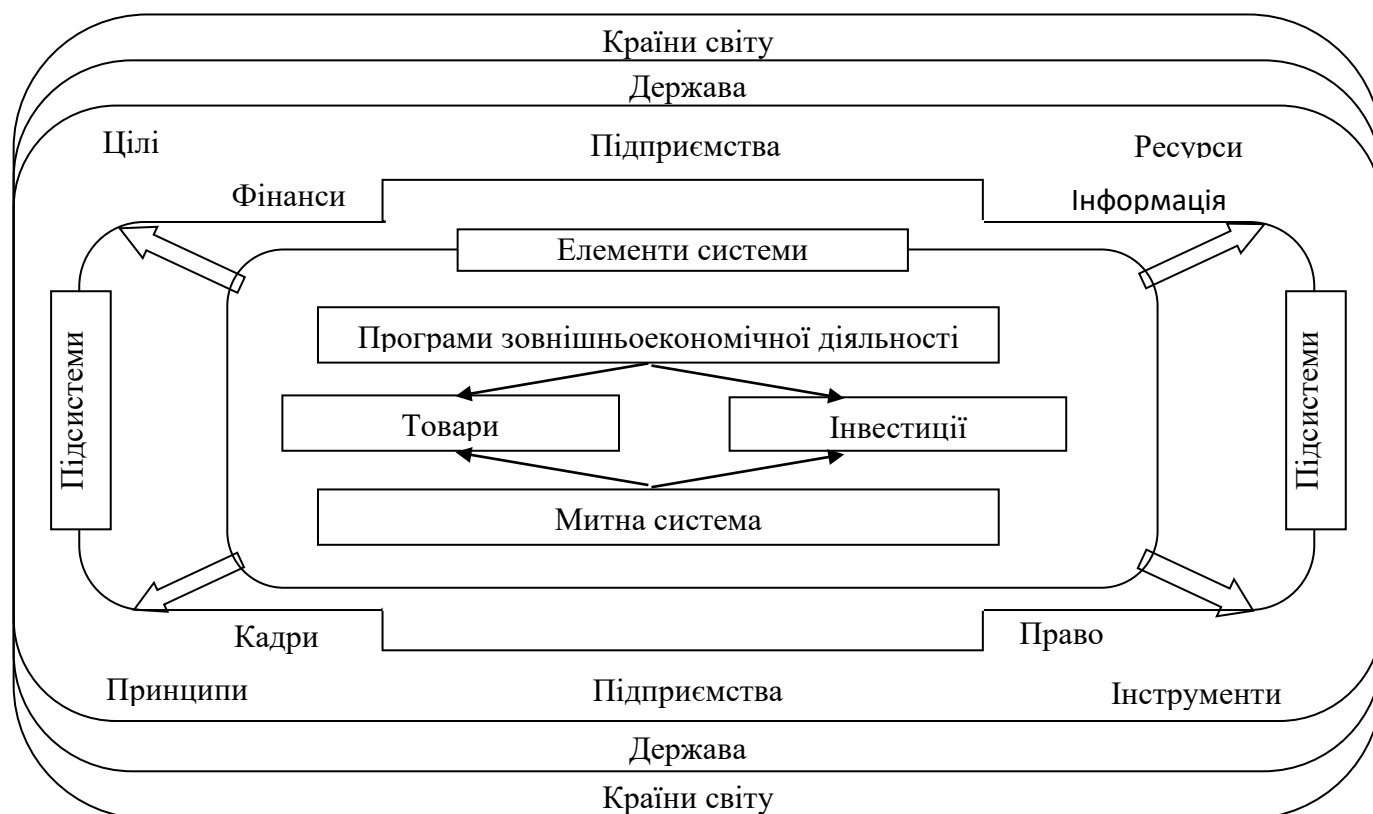 Країни світу
Держава
Цілі
Підприємства
Ресурси
Фінанси
Інформація
Елементи системи
Програми зовнішньоекономічної діяльності
Підсистеми
Товари
Інвестиції
Підсистеми
Митна система
Кадри
Право
Принципи
Підприємства
Інструменти
Держава
Країни світу